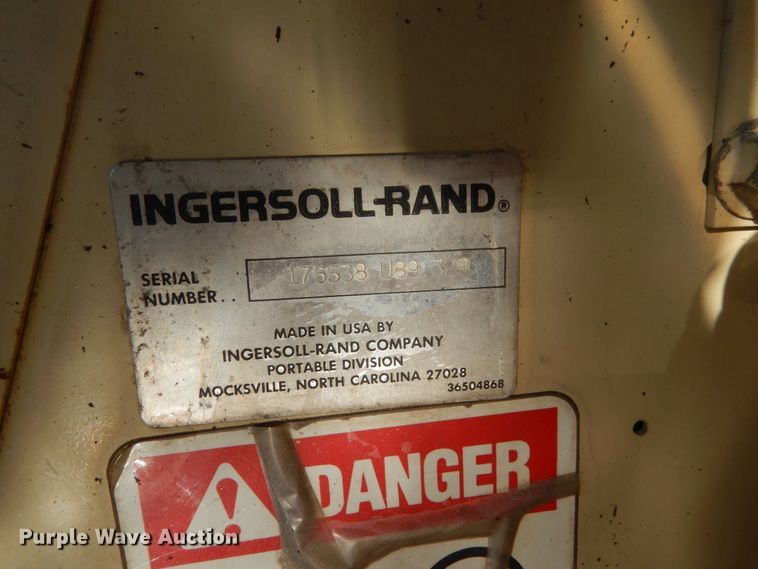 INGERSOLL-RAND®
SERIAL
NUMBER.. U89
MADE IN USA BY
INGERSOLL-RAND COMPANY
PORTABLE DIVISION
MOCKSVILLE, NORTH CAROLINA 27028
36504868
DANGER
Purple Wave Auction